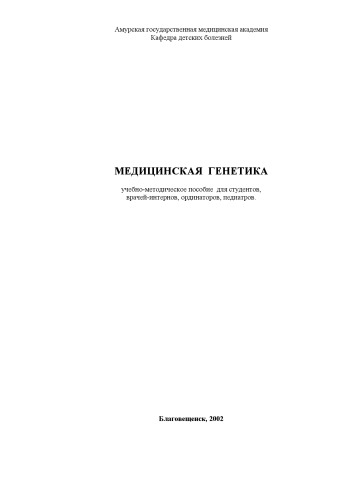 Амурская государственная медицинская академия
Кафедра детских болезней
МЕДИЦИНСКАЯ ГЕНЕТИКА
учебно-методическое пособие для студентов,
врачей-интернов, ординаторов, педиатров.
Благовещенск, 2002